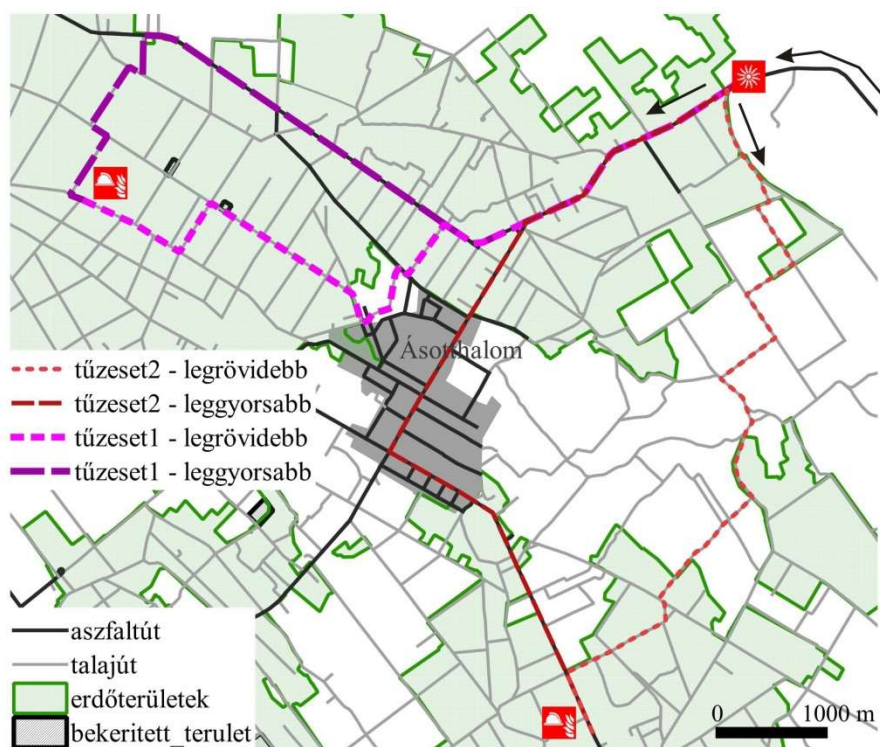 Ásotthalom
tűzeset2 - legrövidebb
tűzeset2 - leggyorsabb
tűzeset1 - legrövidebb
tűzeset1 - leggyorsabb
aszfaltút
talajút
erdőterületek
bekeritett_terulet
0 1000 m